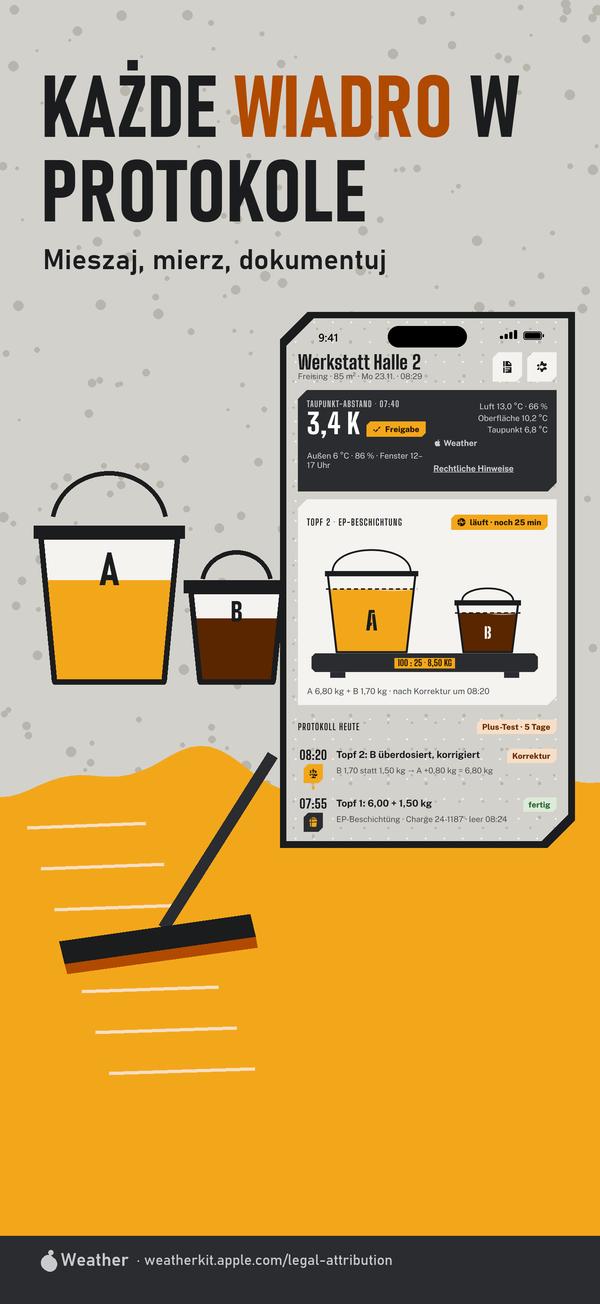 KAŻDE WIADRO W
PROTOKOLE
Mieszaj, mierz, dokumentuj
9:41
Werkstatt Halle 2
Freising · 85 m² · Mo 23.11. · 08:29
TAUPUNKT-ABSTAND · 07:40
3,4 K
Freigabe
Luft 13,0 °C · 66 %
Oberfläche 10,2 °C
Taupunkt 6,8 °C
Weather
Außen 6 °C · 86 % · Fenster 12–
17 Uhr
Rechtliche Hinweise
TOPF 2 · EP-BESCHICHTUNG
läuft · noch 25 min
A
B
A
B
100 : 25 · 8,50 KG
A 6,80 kg + B 1,70 kg · nach Korrektur um 08:20
PROTOKOLL HEUTE
Plus-Test · 5 Tage
08:20
Topf 2: B überdosiert, korrigiert
Korrektur
B 1,70 statt 1,50 kg → A +0,80 kg = 6,80 kg
07:55
Topf 1: 6,00 + 1,50 kg
fertig
EP-Beschichtung · Charge 24-1187 · leer 08:24
Weather · weatherkit.apple.com/legal-attribution